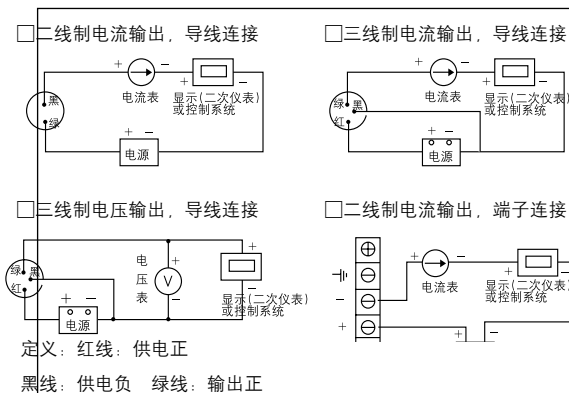 □二线制电流输出，导线连接
+ −
+ −
黑
绿
电流表
显示(二次仪表)
或控制系统
+ −
电源
□三线制电流输出，导线连接
+ −
+ −
绿
黑
红
电流表
显示(二次仪表)
或控制系统
+ −
电源
□三线制电压输出，导线连接
绿
黑
红
电
压
表
+
V
−
+
−
显示(二次仪表)
或控制系统
+ −
电源
□二线制电流输出，端子连接
+ −
+ −
电流表
显示(二次仪表)
或控制系统
−
+
+ −
定义：红线：供电正
黑线：供电负 绿线：输出正